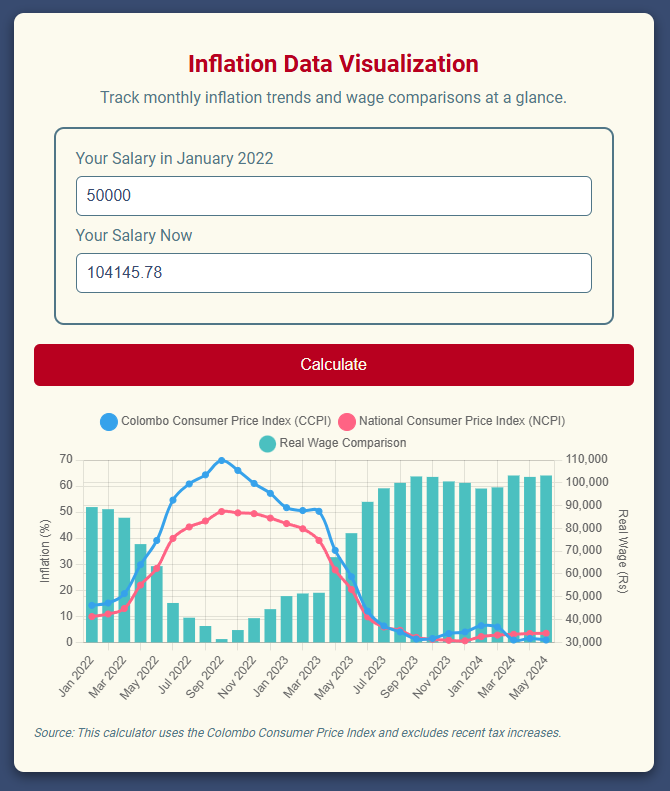 Inflation Data Visualization
Track monthly inflation trends and wage comparisons at a glance.
Your Salary in January 2022
50000
Your Salary Now
104145.78
Calculate
Colombo Consumer Price Index (CCPI) National Consumer Price Index (NCPI)
Real Wage Comparison
70 110,000
60 100,000
50 90,000
40 80,000
30 70,000
20 60,000
10 50,000
0 40,000
30,000
Inflation (%)
Real Wage (Rs)
Jan 2022 Mar 2022 May 2022 Jul 2022 Sep 2022 Nov 2022 Jan 2023 Mar 2023 May 2023 Jul 2023 Sep 2023 Nov 2023 Jan 2024 Mar 2024 May 2024
Source: This calculator uses the Colombo Consumer Price Index and excludes recent tax increases.